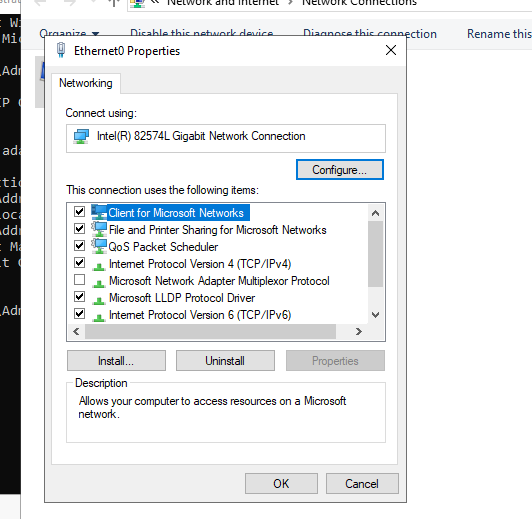 Network and Internet > Network Connections
Organize Disable this network device Diagnose this connection Rename this
Ethernet0 Properties
Networking
Connect using:
Intel(R) 82574L Gigabit Network Connection
Configure...
This connection uses the following items:
Client for Microsoft Networks
File and Printer Sharing for Microsoft Networks
QoS Packet Scheduler
Internet Protocol Version 4 (TCP/IPv4)
Microsoft Network Adapter Multiplexor Protocol
Microsoft LLDP Protocol Driver
Internet Protocol Version 6 (TCP/IPv6)
Install... Uninstall Properties
Description
Allows your computer to access resources on a Microsoft
network.
OK Cancel